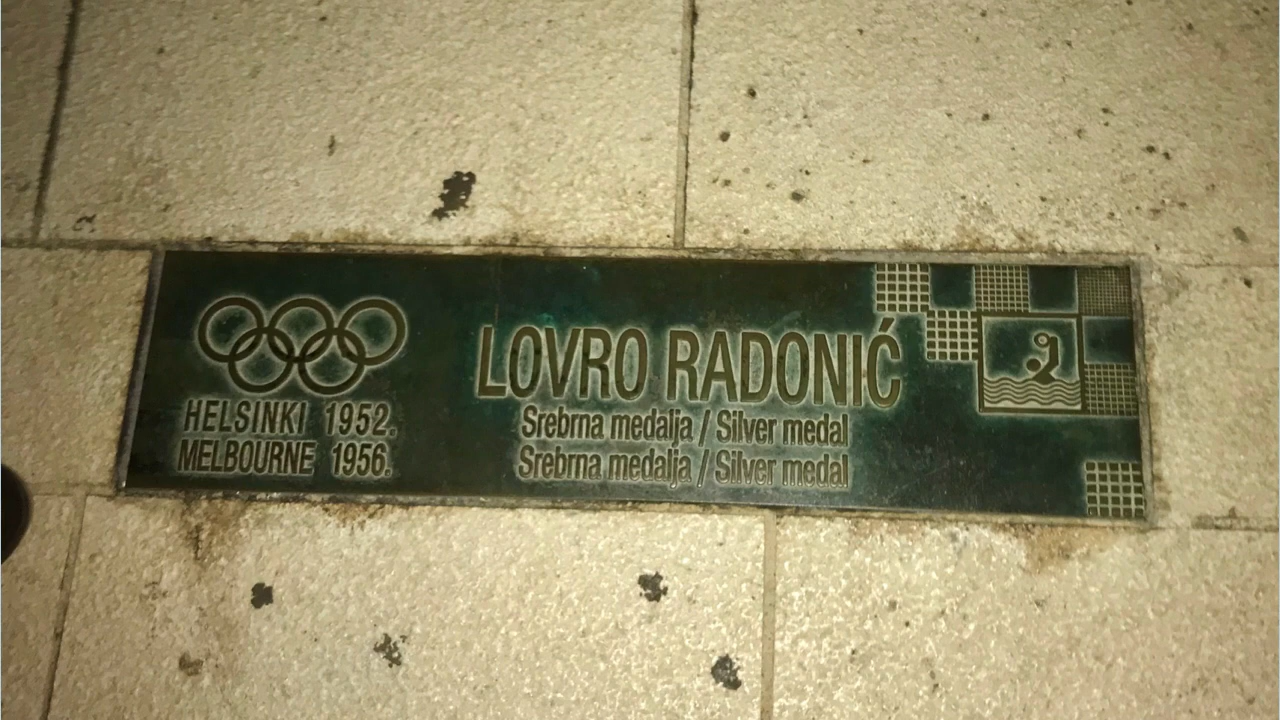 HELSINKI 1952.
MELBOURNE 1956.
LOVRO RADONIĆ
Srebrna medalja / Silver medal
Srebrna medalja / Silver medal